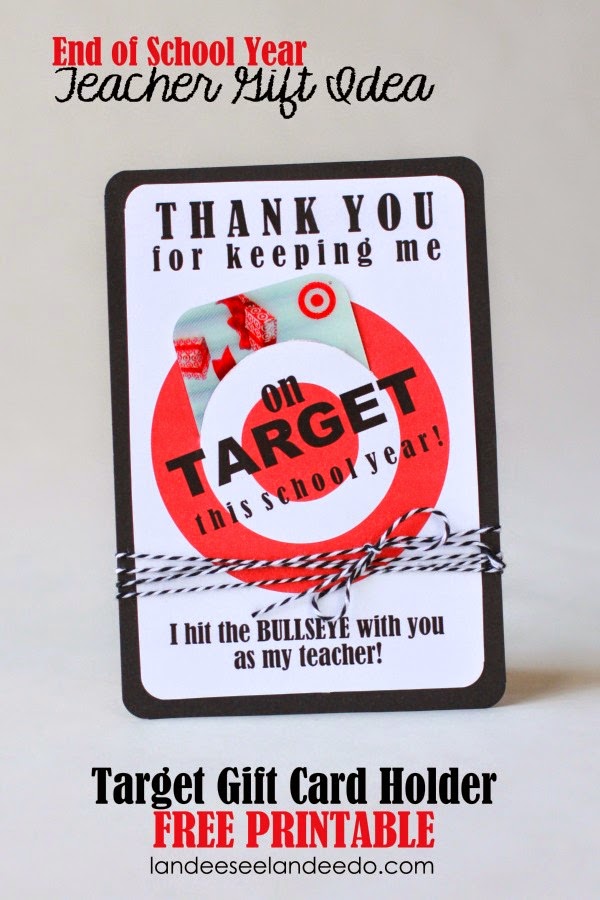 End of School Year
Teacher Gift Idea
THANK YOU
for keeping me
on
TARGET
this school year!
I hit the BULLSEYE with you
as my teacher!
Target Gift Card Holder
FREE PRINTABLE
landeeseelandeedo.com